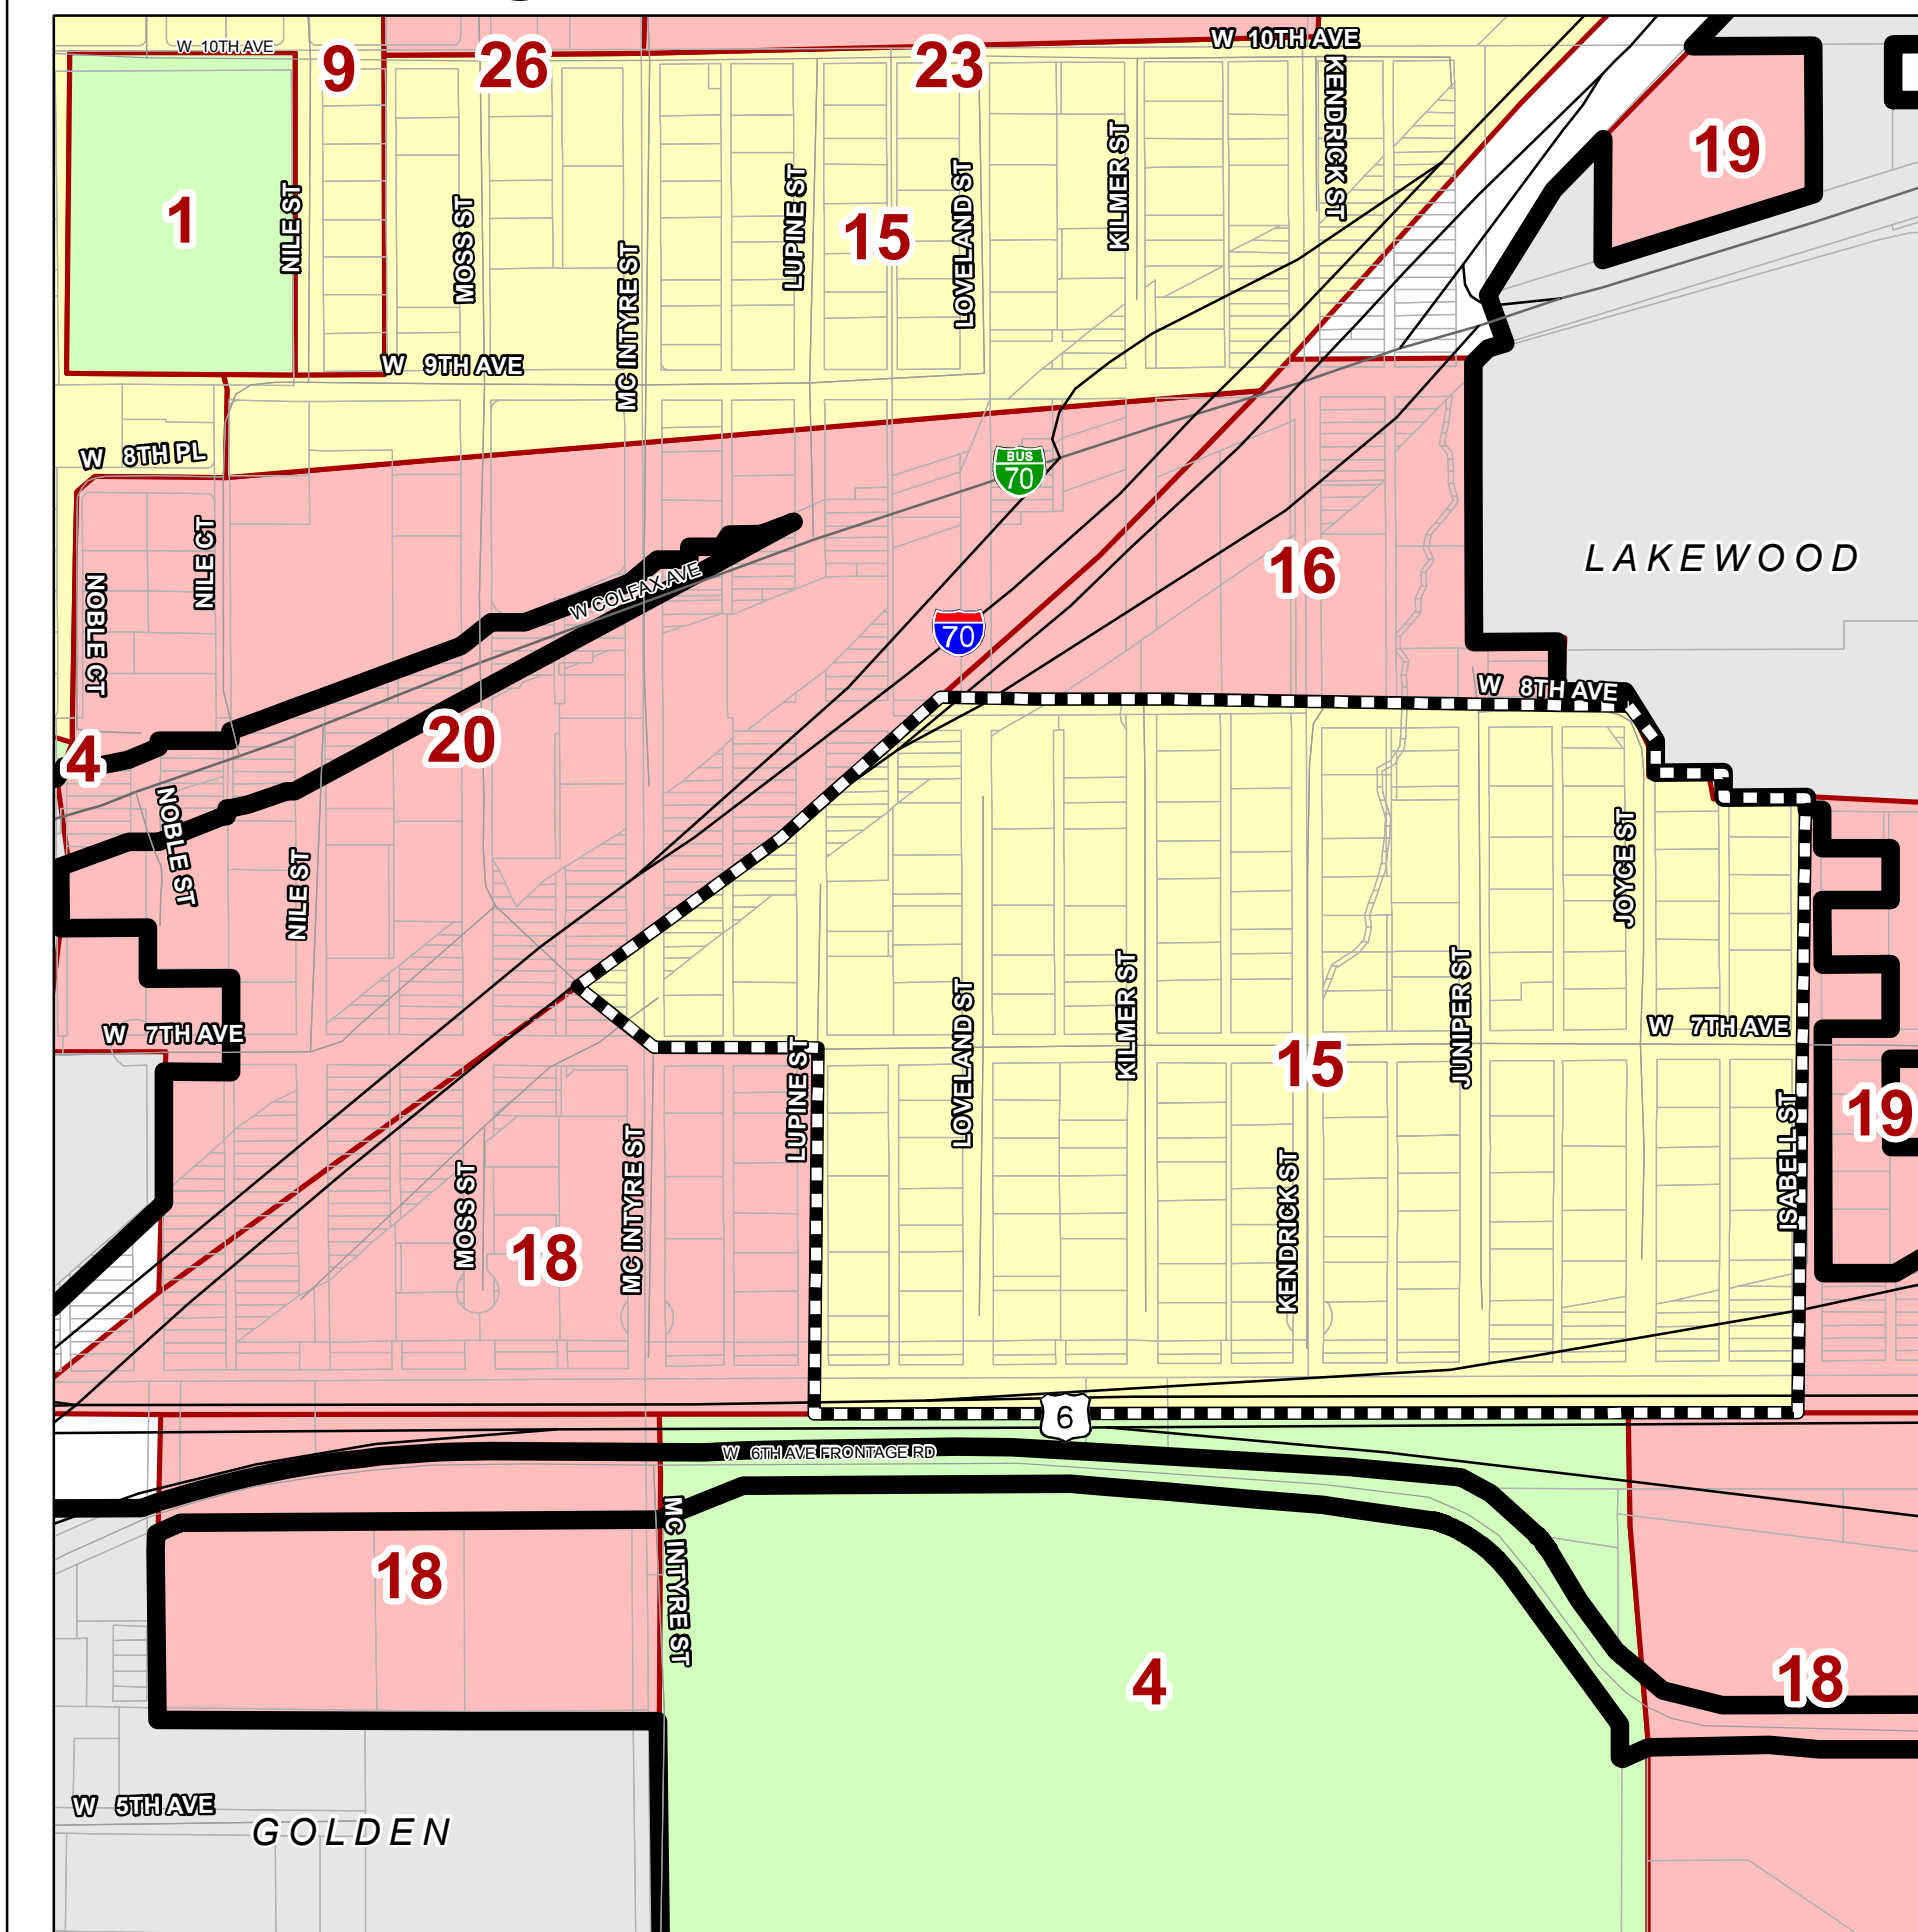 W 10TH AVE
W 10TH AVE
9
26
23
KENDRICK ST
19
1
NILE ST
MOSS ST
MC INTYRE ST
LUPINE ST
15
LOVELAND ST
KILMER ST
W 9TH AVE
W 8TH PL
BUS
70
NILE CT
NOBLE CT
W COLFAX AVE
70
16
LAKEWOOD
W 8TH AVE
4
20
NOBLE ST
NILE ST
JOYCE ST
W 7TH AVE
LUPINE ST
LOVELAND ST
KILMER ST
15
JUNIPER ST
W 7TH AVE
ISABELL ST
19
MOSS ST
18
MC INTYRE ST
KENDRICK ST
6
W 6TH AVE FRONTAGE RD
MC INTYRE ST
18
4
18
W 5TH AVE
GOLDEN